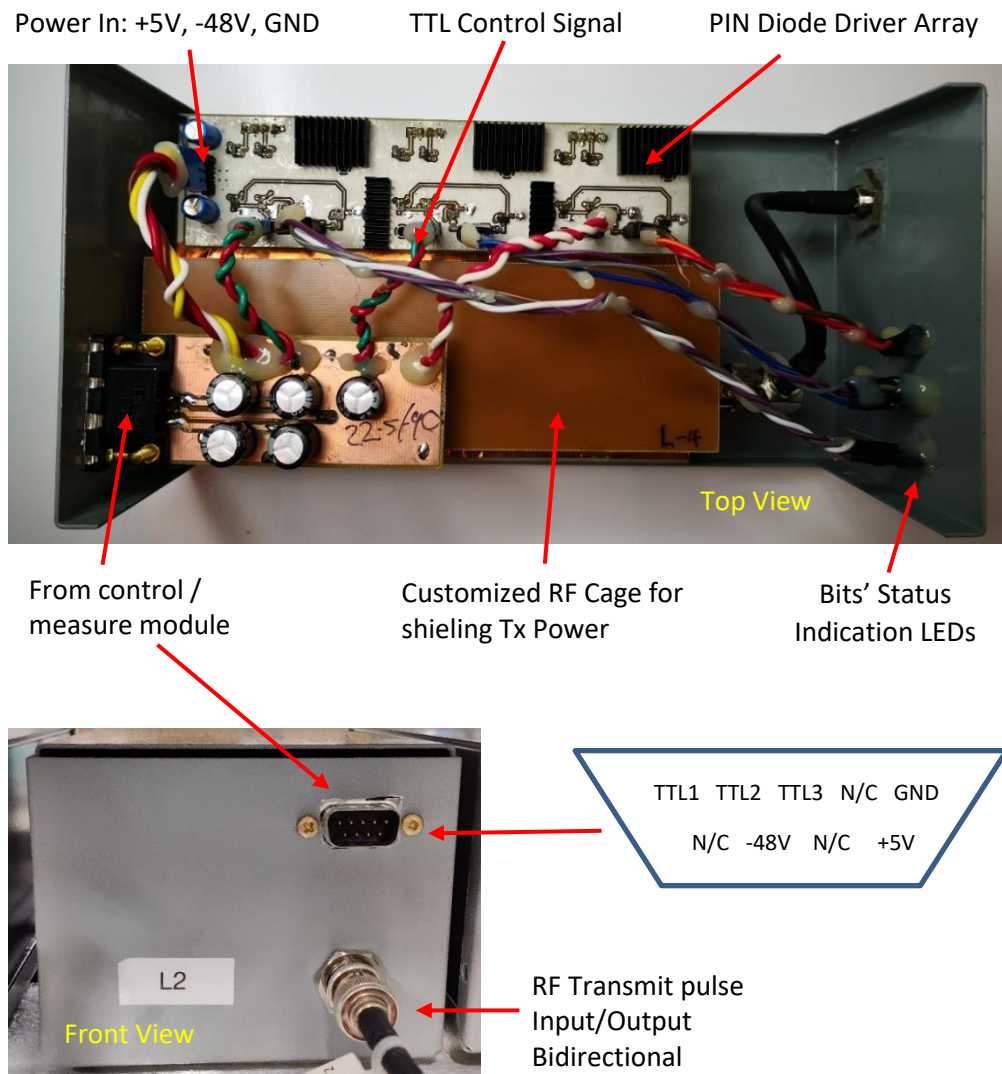 Power In: +5V, -48V, GND
TTL Control Signal
PIN Diode Driver Array
22-5/-90
L-4
Top View
From control /
measure module
Customized RF Cage for
shieling Tx Power
Bits’ Status
Indication LEDs
TTL1 TTL2 TTL3 N/C GND
N/C -48V N/C +5V
L2
Front View
RF Transmit pulse
Input/Output
Bidirectional